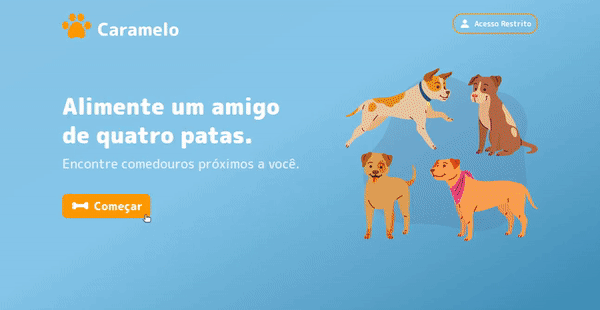 Caramelo
Acesso Restrito
Alimente um amigo
de quatro patas.
Encontre comedouros próximos a você.
Começar